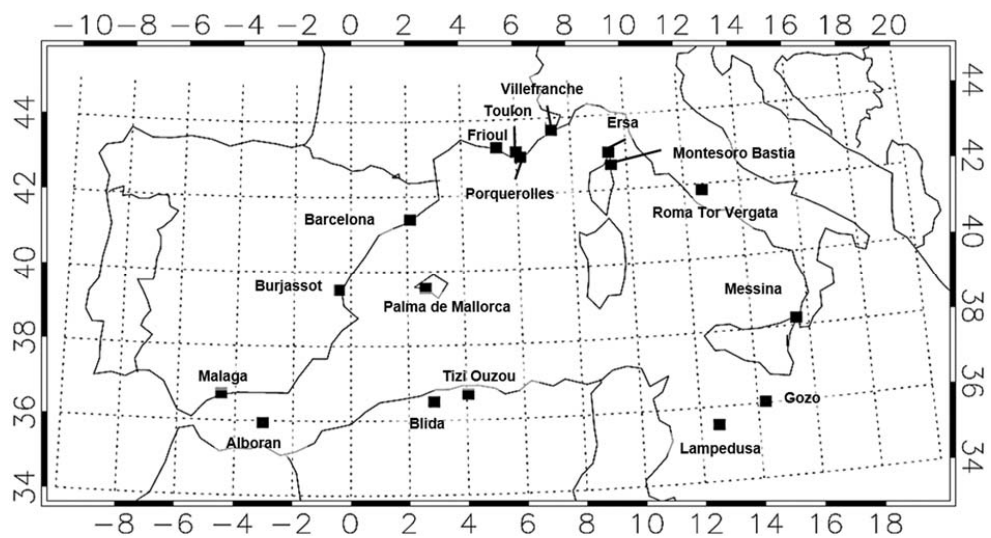 -10 -8 -6 -4 -2 0 2 4 6 8 10 12 14 16 18 20
Villefranche
44
44
Toulon
Ersa
Frioul
Montesoro Bastia
42
42
Porquerolles
Roma Tor Vergata
Barcelona
40
40
Burjassot
Messina
Palma de Mallorca
38
38
Malaga
Tizi Ouzou
36
36
Gozo
Blida
Alboran
Lampedusa
34
34
-8 -6 -4 -2 0 2 4 6 8 10 12 14 16 18